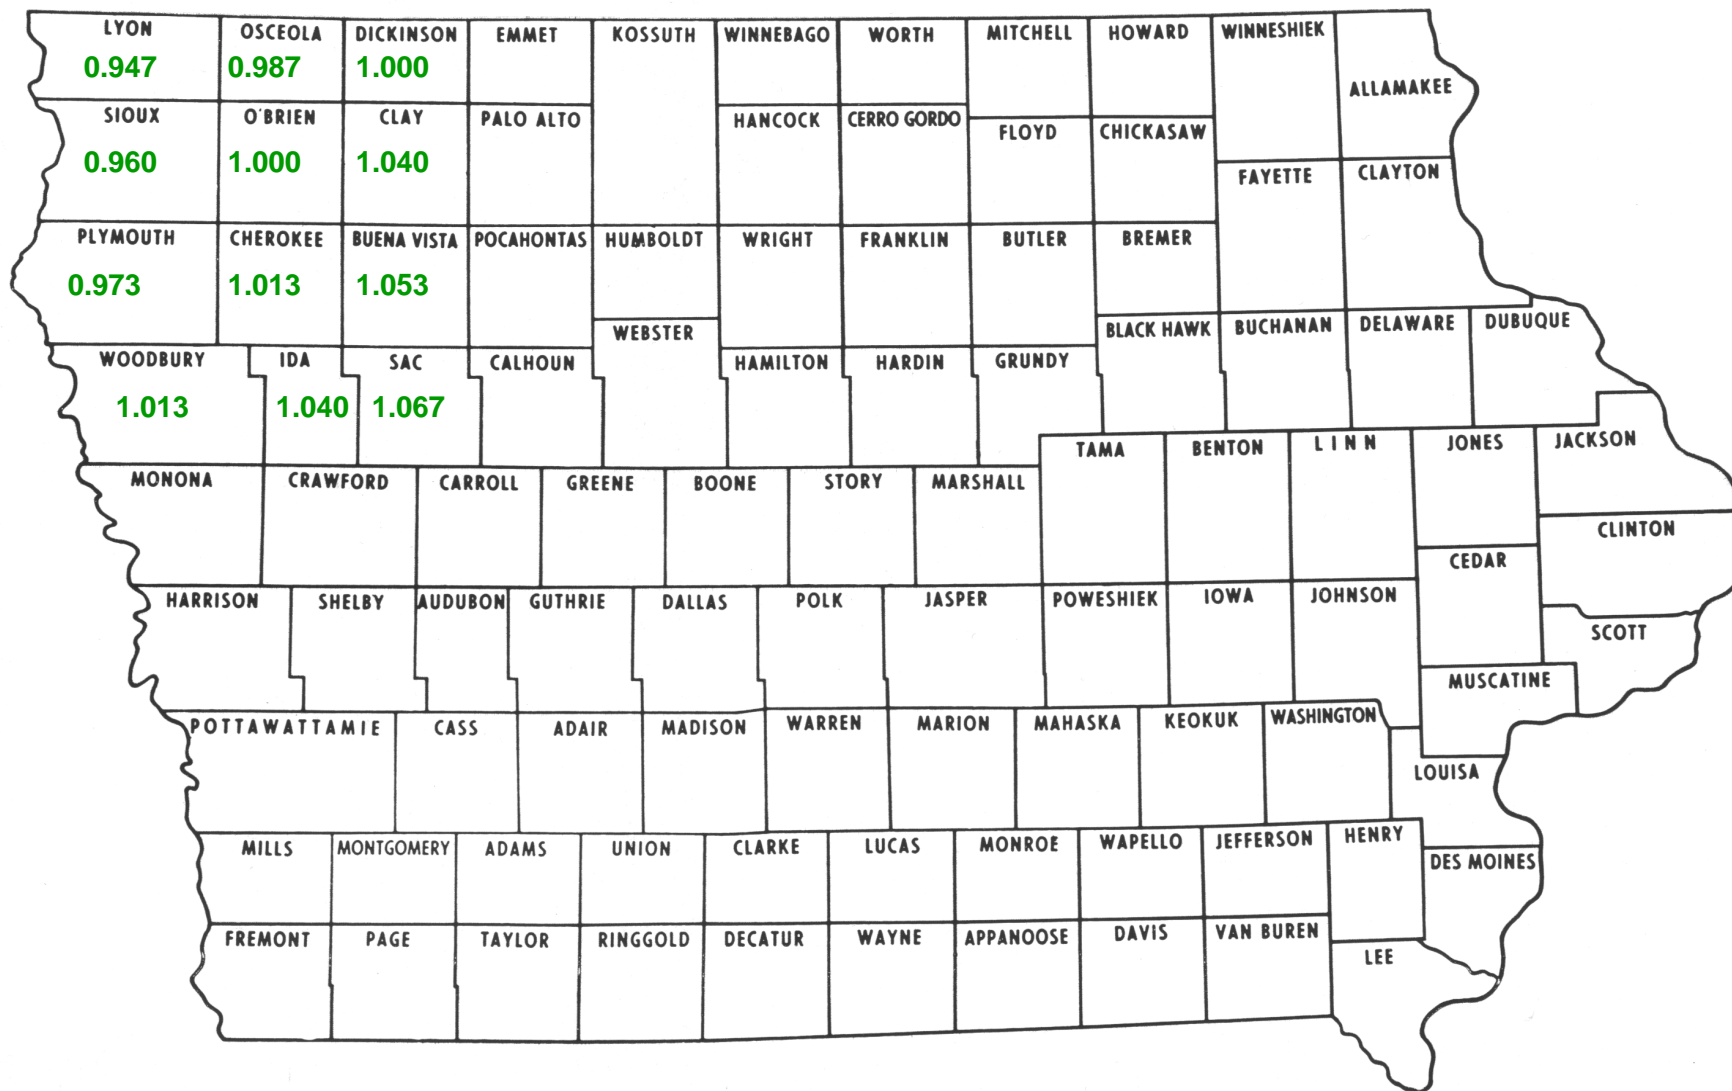 LYON OSCEOLA DICKINSON EMMET KOSSUTH WINNEBAGO WORTH MITCHELL HOWARD WINNESHIEK
0.947 0.987 1.000
ALLAMAKEE
SIOUX O'BRIEN CLAY PALO ALTO HANCOCK CERRO GORDO FLOYD CHICKASAW
0.960 1.000 1.040
FAYETTE CLAYTON
PLYMOUTH CHEROKEE BUENA VISTA POCAHONTAS HUMBOLDT WRIGHT FRANKLIN BUTLER BREMER
0.973 1.013 1.053
WEBSTER BLACK HAWK BUCHANAN DELAWARE DUBUQUE
WOODBURY IDA SAC CALHOUN HAMILTON HARDIN GRUNDY
1.013 1.040 1.067
TAMA BENTON LINN JONES JACKSON
MONONA CRAWFORD CARROLL GREENE BOONE STORY MARSHALL
CLINTON
CEDAR
HARRISON SHELBY AUDUBON GUTHRIE DALLAS POLK JASPER POWESHIEK IOWA JOHNSON
SCOTT
MUSCATINE
POTTAWATTAMIE CASS ADAIR MADISON WARREN MARION MAHASKA KEOKUK WASHINGTON
LOUISA
MILLS MONTGOMERY ADAMS UNION CLARKE LUCAS MONROE WAPELLO JEFFERSON HENRY
DES MOINES
FREMONT PAGE TAYLOR RINGGOLD DECATUR WAYNE APPANOOSE DAVIS VAN BUREN
LEE